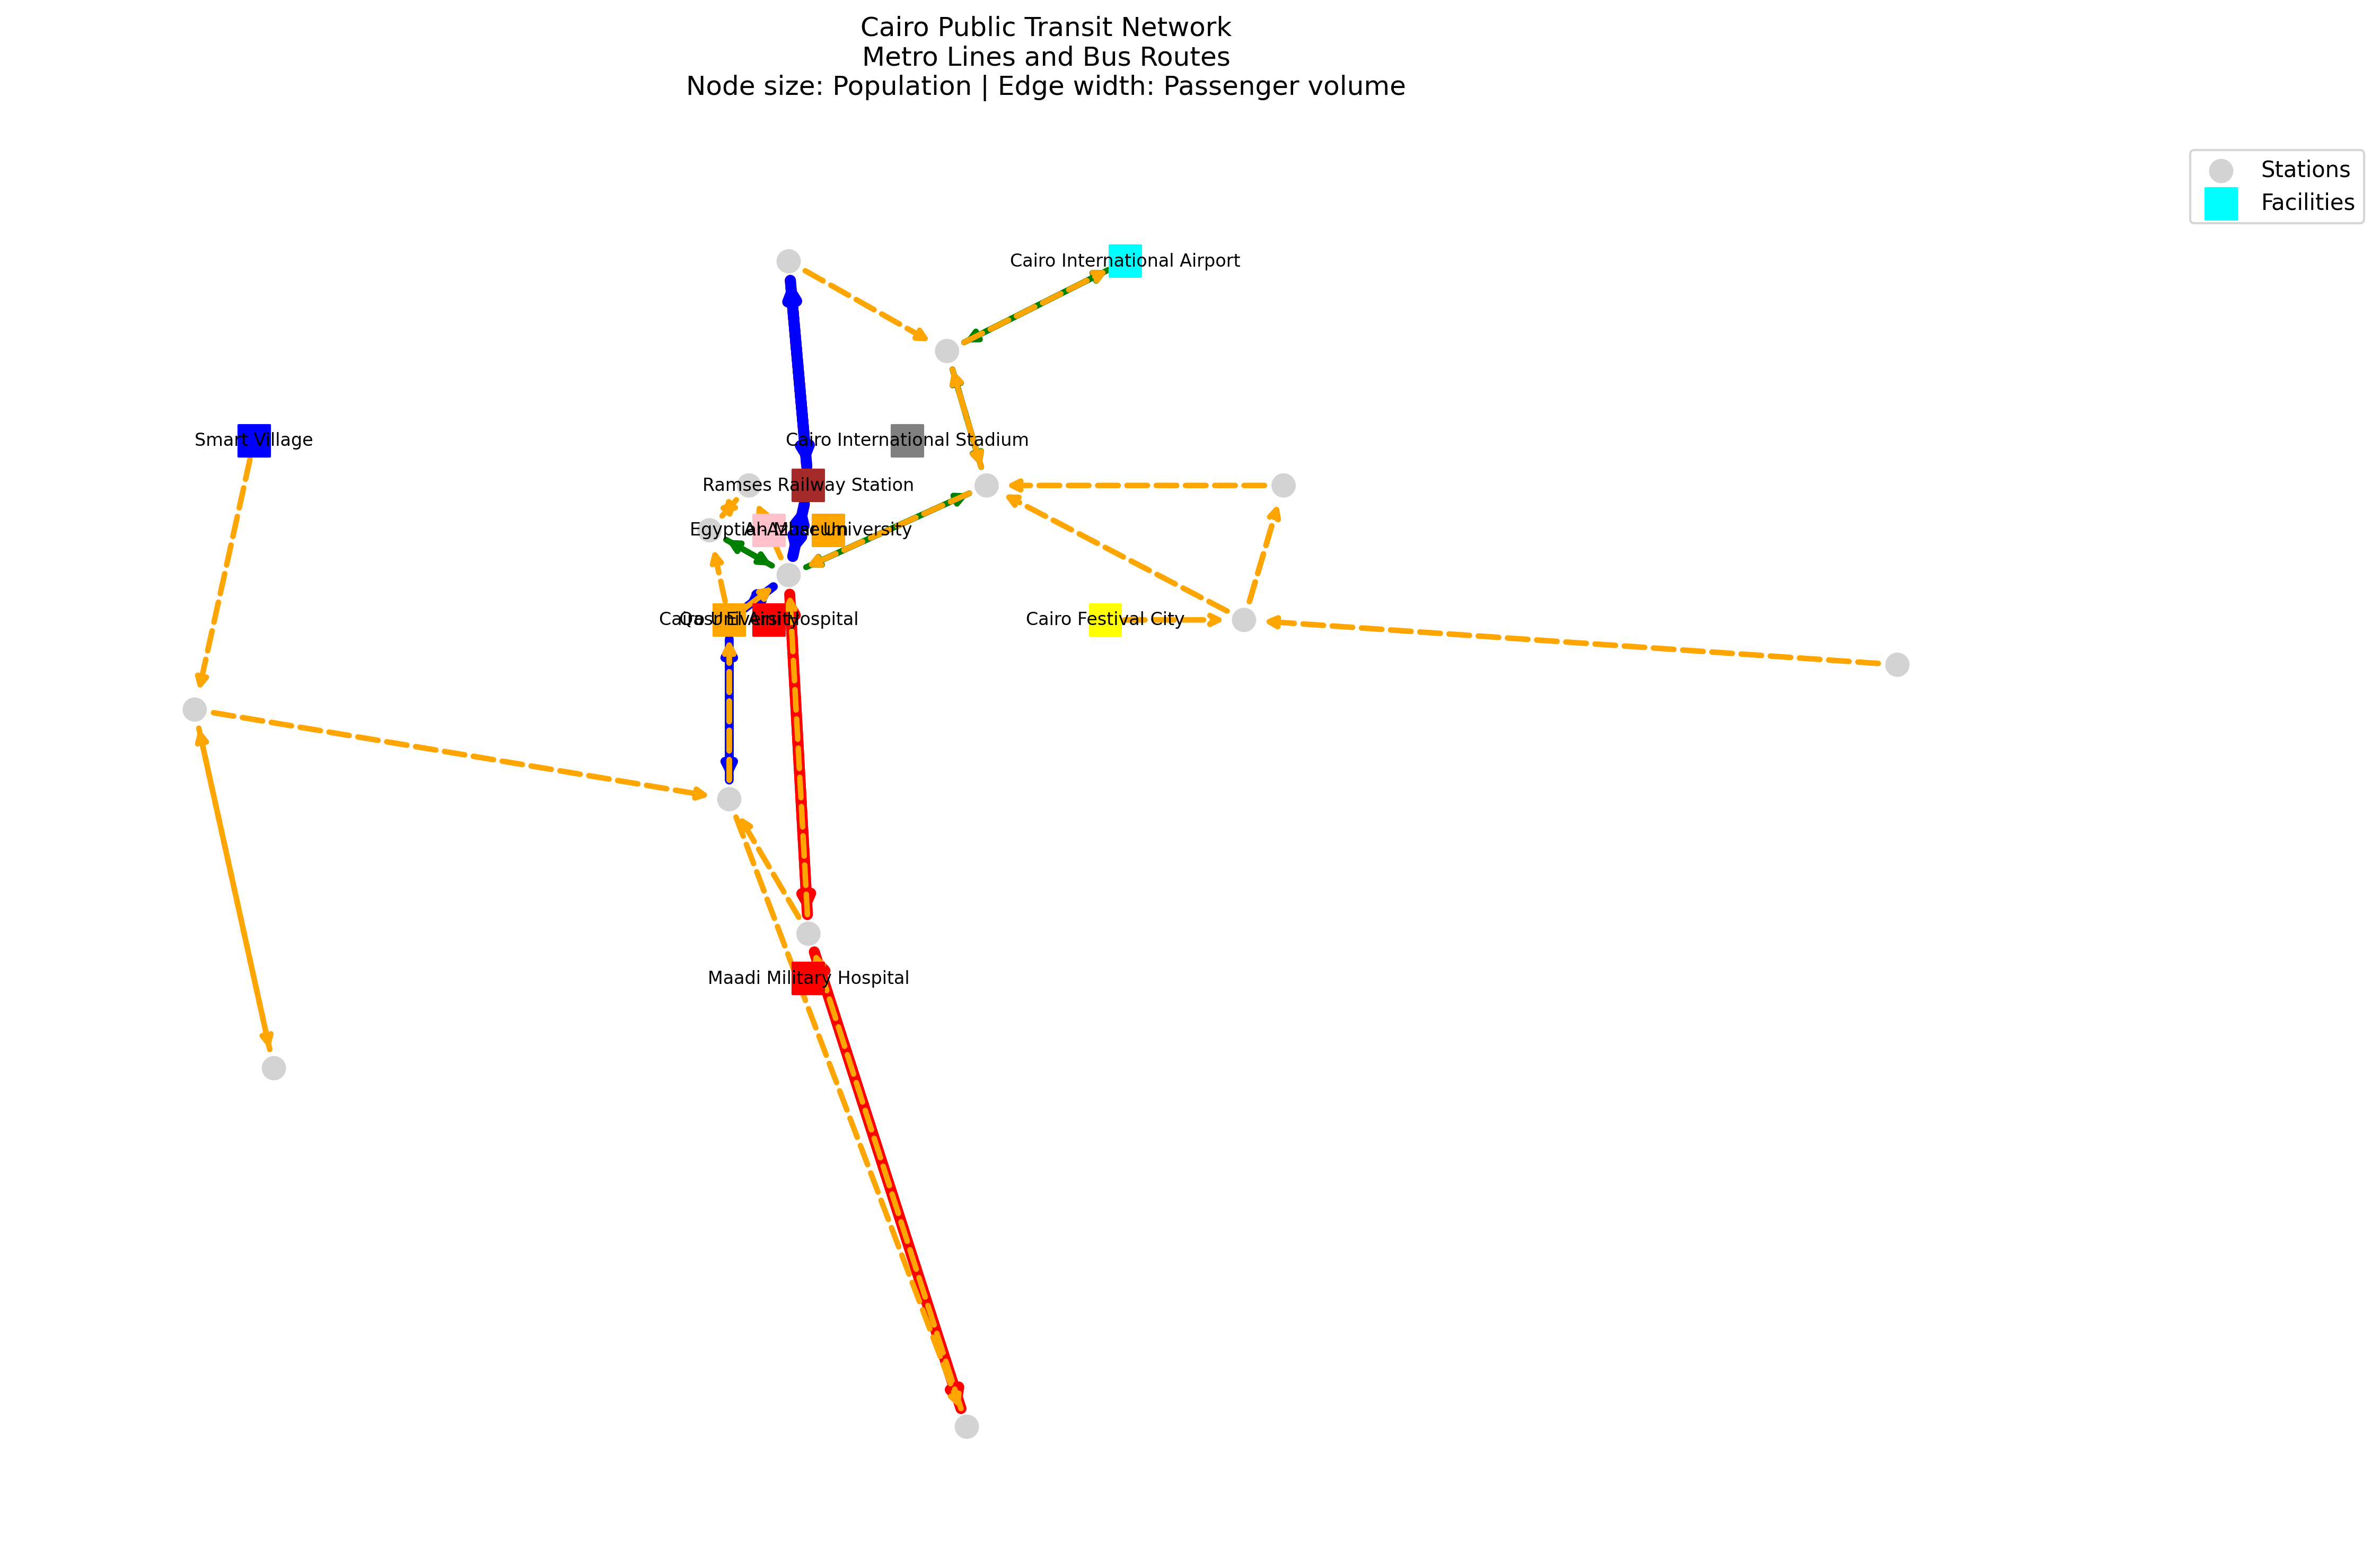 Cairo Public Transit Network
Metro Lines and Bus Routes
Node size: Population | Edge width: Passenger volume
Stations
Facilities
Cairo International Airport
Smart Village
Cairo International Stadium
Ramses Railway Station
Egyptian Museum
Al-Azhar University
Cairo University
Qasr El Aini Hospital
Cairo Festival City
Maadi Military Hospital